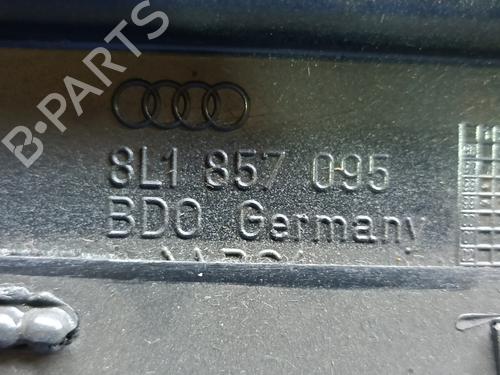 B-PARTS
8L1 857 095
BDO Germany